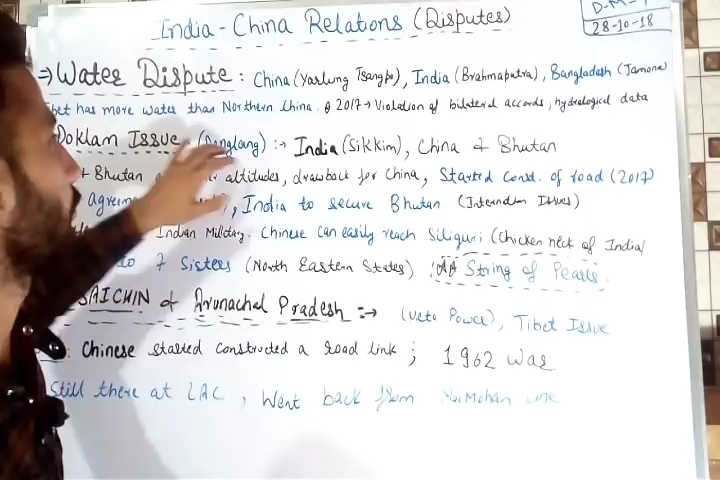 India - China Relations (Disputes)
28-10-18
⇒ Water Dispute : China (Yarlung Tsangpo), India (Brahmaputra), Bangladesh (Jamona
has more water than Northern China. 2017 → Violation of bilateral accords, hydrological data
Doklam Issue : (Donglang) :→ India (Sikkim), China & Bhutan
+ Bhutan altitudes, drawback for China, Started const. of road (2017)
India to secure Bhutan (Issues)
Indian Military. Chinese can easily reach Siliguri (Chicken neck of India)
to 7 Sisters (North Eastern States) : String of Pearls.
SAICHIN & Arunachal Pradesh :→ (Veto Power), Tibet Issue
Chinese started constructed a road link ; 1962 War
Still there at LAC, Went back from MacMohan Line